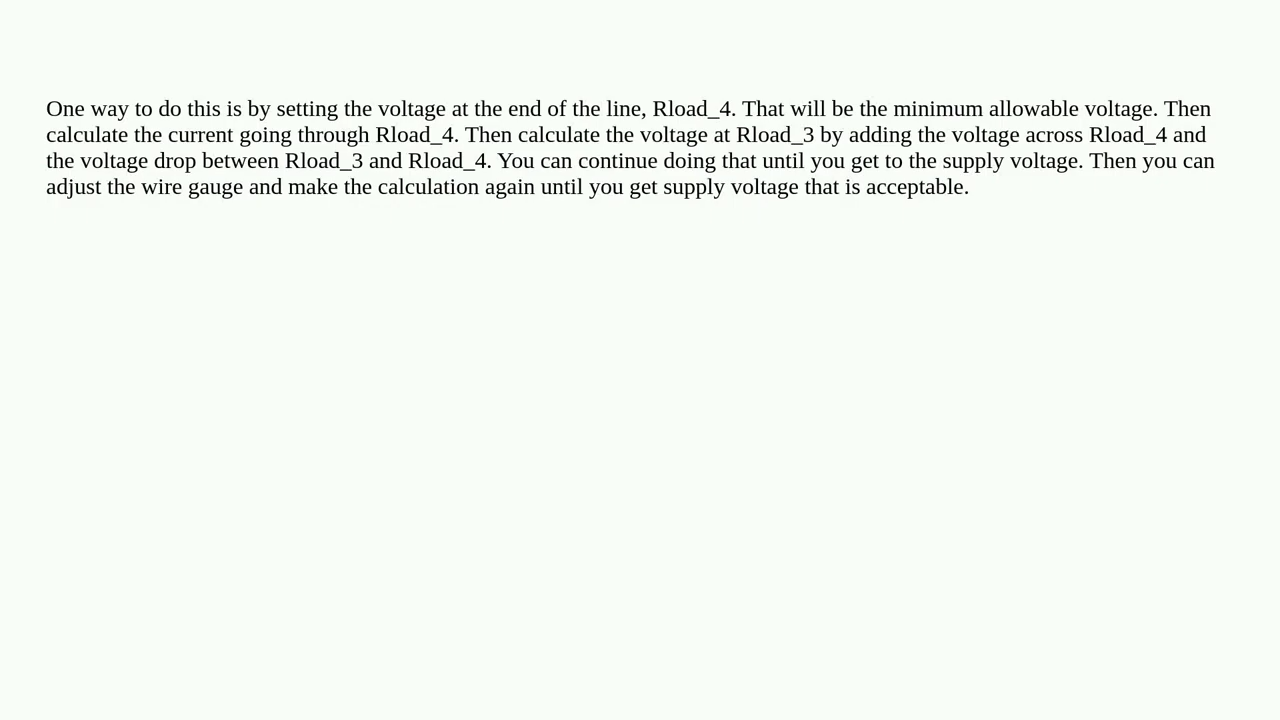 One way to do this is by setting the voltage at the end of the line, Rload_4. That will be the minimum allowable voltage. Then
calculate the current going through Rload_4. Then calculate the voltage at Rload_3 by adding the voltage across Rload_4 and
the voltage drop between Rload_3 and Rload_4. You can continue doing that until you get to the supply voltage. Then you can
adjust the wire gauge and make the calculation again until you get supply voltage that is acceptable.